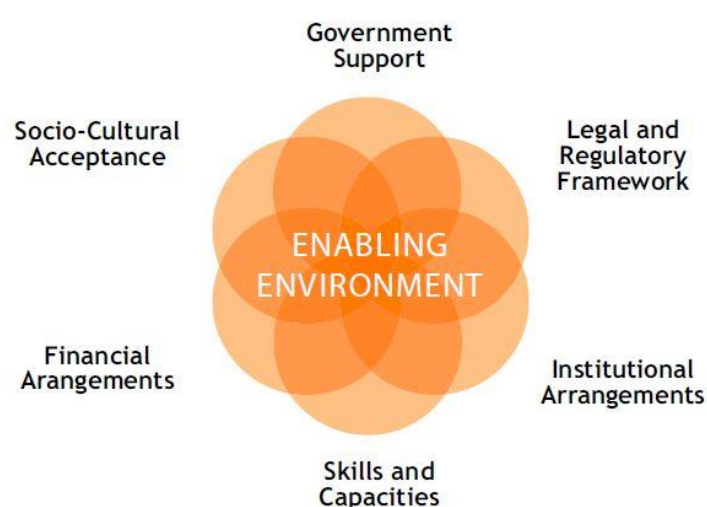 Government
Support
Socio-Cultural
Acceptance
Legal and
Regulatory
Framework
ENABLING
ENVIRONMENT
Financial
Arangements
Institutional
Arrangements
Skills and
Capacities